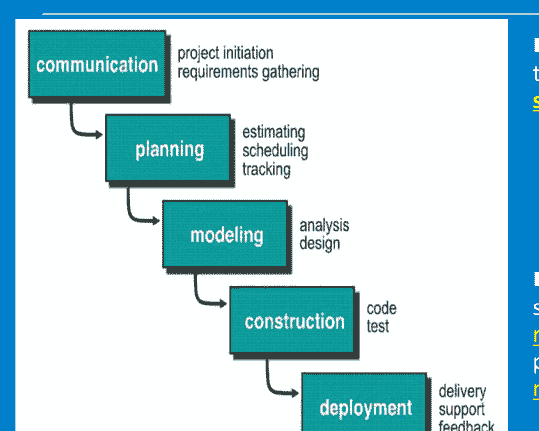 communication
project initiation
requirements gathering
planning
estimating
scheduling
tracking
modeling
analysis
design
construction
code
test
deployment
delivery
support
feedback